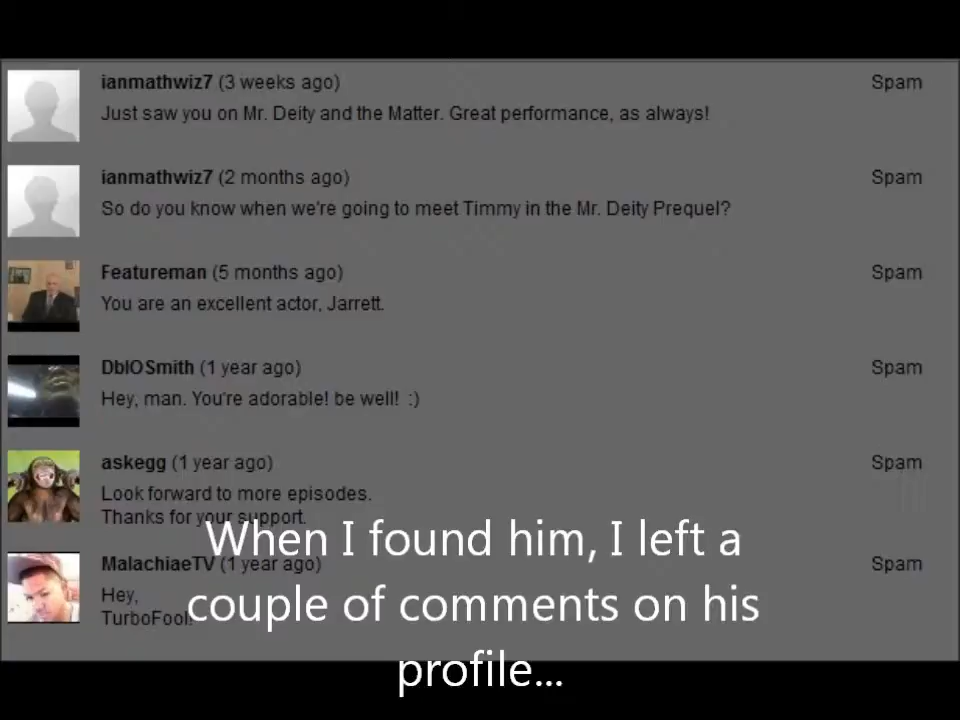 ianmathwiz7 (3 weeks ago) Spam
Just saw you on Mr. Deity and the Matter. Great performance, as always!
ianmathwiz7 (2 months ago) Spam
So do you know when we're going to meet Timmy in the Mr. Deity Prequel?
Featureman (5 months ago) Spam
You are an excellent actor, Jarrett.
DblOSmith (1 year ago) Spam
Hey, man. You're adorable! be well! :)
askegg (1 year ago) Spam
Look forward to more episodes.
Thanks for your support.
MalachiaeTV (1 year ago) Spam
Hey,
TurboFool!
When I found him, I left a
couple of comments on his
profile...